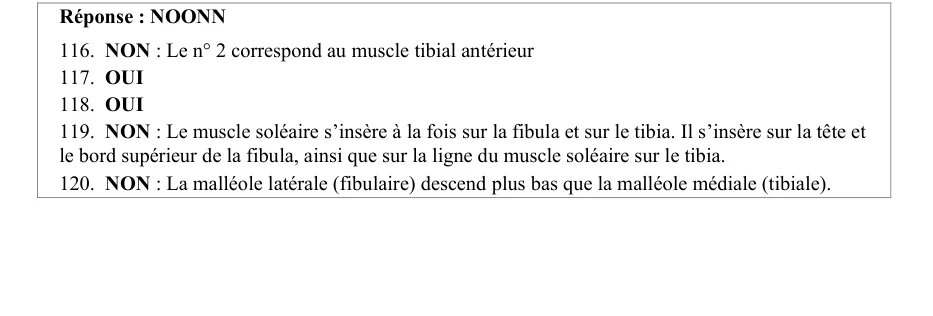 Réponse : NOONN
116. NON : Le n° 2 correspond au muscle tibial antérieur
117. OUI
118. OUI
119. NON : Le muscle soléaire s’insère à la fois sur la fibula et sur le tibia. Il s’insère sur la tête et
le bord supérieur de la fibula, ainsi que sur la ligne du muscle soléaire sur le tibia.
120. NON : La malléole latérale (fibulaire) descend plus bas que la malléole médiale (tibiale).